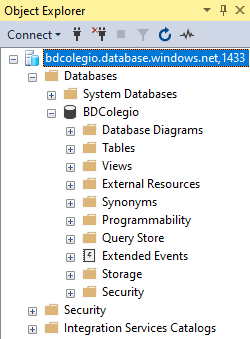 Object Explorer
Connect
bdcolegio.database.windows.net,1433
Databases
System Databases
BDColegio
Database Diagrams
Tables
Views
External Resources
Synonyms
Programmability
Query Store
Extended Events
Storage
Security
Security
Integration Services Catalogs